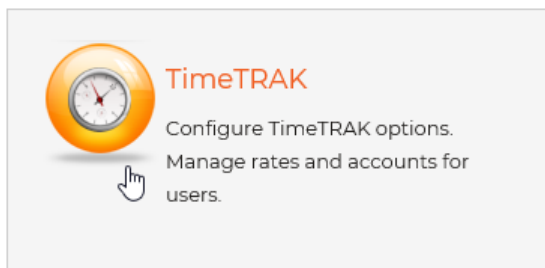 TimeTRAK
Configure TimeTRAK options.
Manage rates and accounts for
users.